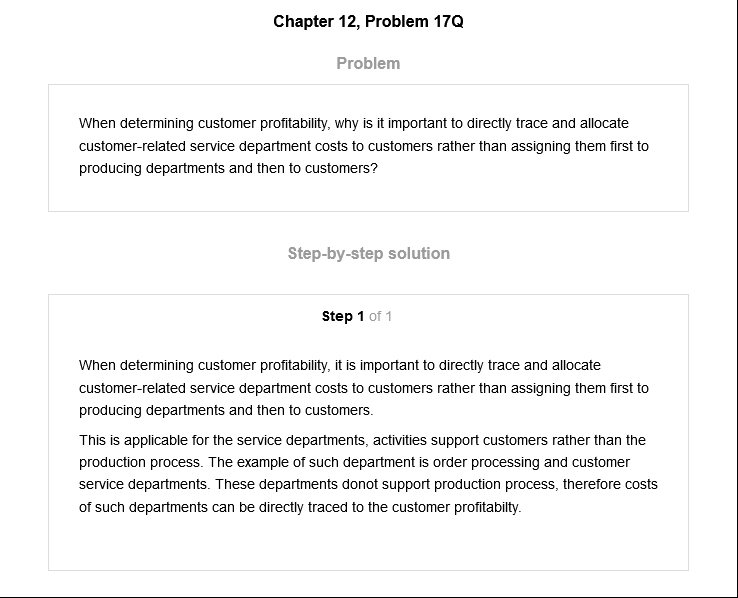 Chapter 12, Problem 17Q
Problem
When determining customer profitability, why is it important to directly trace and allocate
customer-related service department costs to customers rather than assigning them first to
producing departments and then to customers?
Step-by-step solution
Step 1 of 1
When determining customer profitability, it is important to directly trace and allocate
customer-related service department costs to customers rather than assigning them first to
producing departments and then to customers.
This is applicable for the service departments, activities support customers rather than the
production process. The example of such department is order processing and customer
service departments. These departments donot support production process, therefore costs
of such departments can be directly traced to the customer profitabilty.